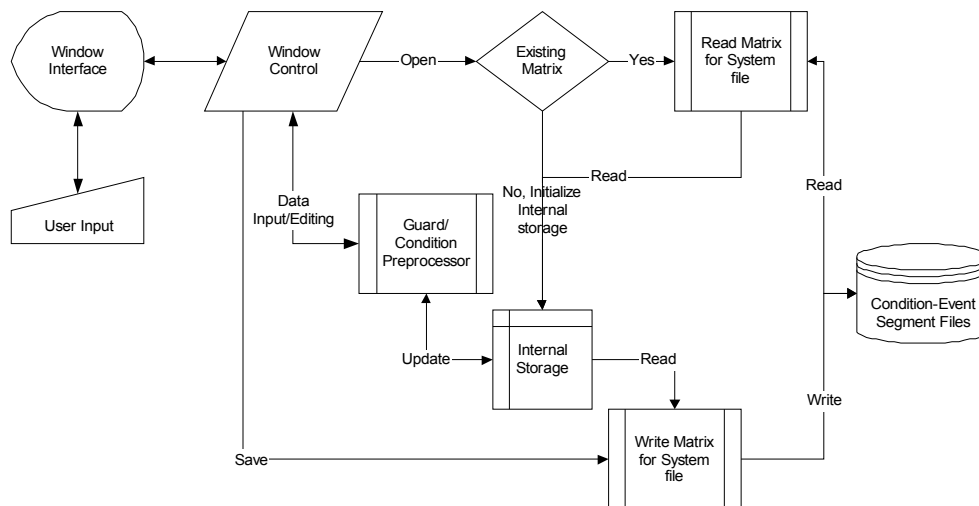 Window
Interface
Window
Control
Open
Existing
Matrix
Yes
Read Matrix
for System
file
User Input
Data
Input/Editing
Guard/
Condition
Preprocessor
No, Initialize
Internal
storage
Read
Read
Condition-Event
Segment Files
Update
Internal
Storage
Read
Write
Save
Write Matrix
for System
file